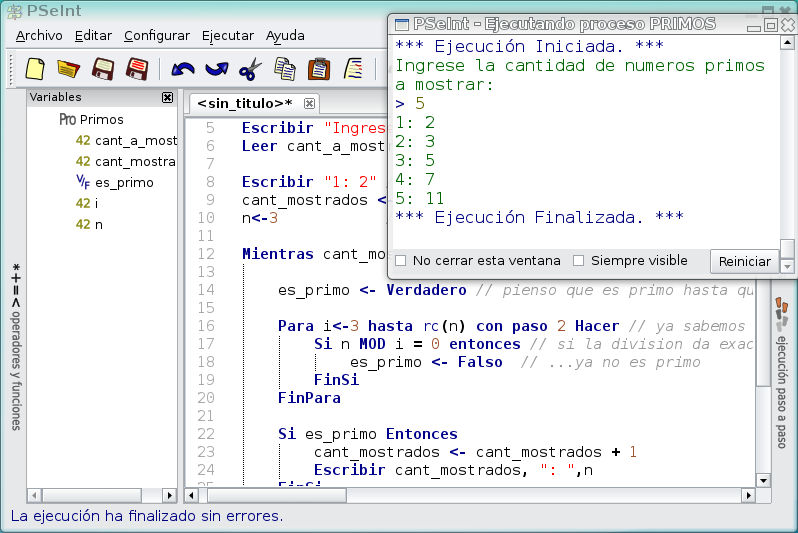 PSeInt
Archivo Editar Configurar Ejecutar Ayuda
Variables
Pro Primos
42 cant_a_most
42 cant_mostra
V/F es_primo
42 i
42 n
*+=< operadores y funciones
<sin_titulo>*
5 Escribir "Ingres
6 Leer cant_a_most
7
8 Escribir "1: 2"
9 cant_mostrados <
10 n<-3
11
12 Mientras cant_mo
13
14 es_primo <- Verdadero // pienso que es primo hasta qu
15
16 Para i<-3 hasta rc(n) con paso 2 Hacer // ya sabemos
17 Si n MOD i = 0 entonces // si la division da exac
18 es_primo <- Falso // ...ya no es primo
19 FinSi
20 FinPara
21
22 Si es_primo Entonces
23 cant_mostrados <- cant_mostrados + 1
24 Escribir cant_mostrados, ": ",n
25 FinSi
PSeInt - Ejecutando proceso PRIMOS
*** Ejecución Iniciada. ***
Ingrese la cantidad de numeros primos
a mostrar:
> 5
1: 2
2: 3
3: 5
4: 7
5: 11
*** Ejecución Finalizada. ***
No cerrar esta ventana Siempre visible Reiniciar
ejecución paso a paso
La ejecución ha finalizado sin errores.